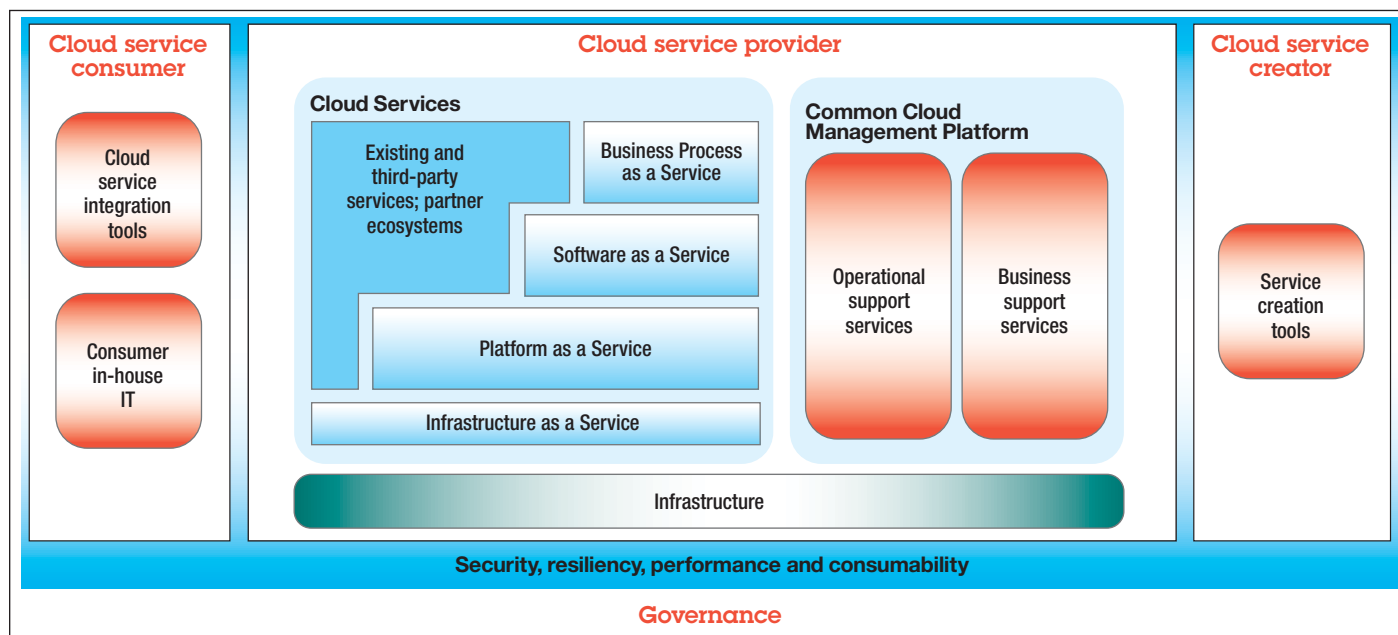 Cloud service
consumer
Cloud
service
integration
tools
Consumer
in-house
IT
Cloud service provider
Cloud Services
Existing and
third-party
services; partner
ecosystems
Business Process
as a Service
Software as a Service
Platform as a Service
Infrastructure as a Service
Common Cloud
Management Platform
Operational
support
services
Business
support
services
Infrastructure
Cloud service
creator
Service
creation
tools
Security, resiliency, performance and consumability
Governance